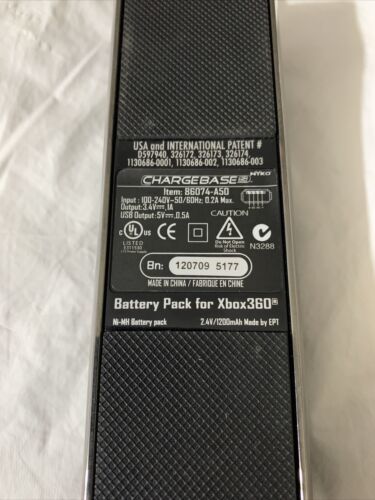 USA and INTERNATIONAL PATENT #
D597940, 326172, 326173, 326174,
1130686-0001, 1130686-002, 1130686-003
CHARGEBASE NYKO
Item: 86074-A50
Input : 100-240V~50/60Hz; 0.2A Max.
Output:3.4V⎓,1A
USB Output:5V⎓,0.5A
CAUTION
UL US
LISTED
Do Not Open
Risk of Electric
Shock
N3288
Bn: 120709 5177
MADE IN CHINA / FABRIQUE EN CHINE
Battery Pack for Xbox360®
Ni-MH Battery pack 2.4V/1200mAh Made by EPT